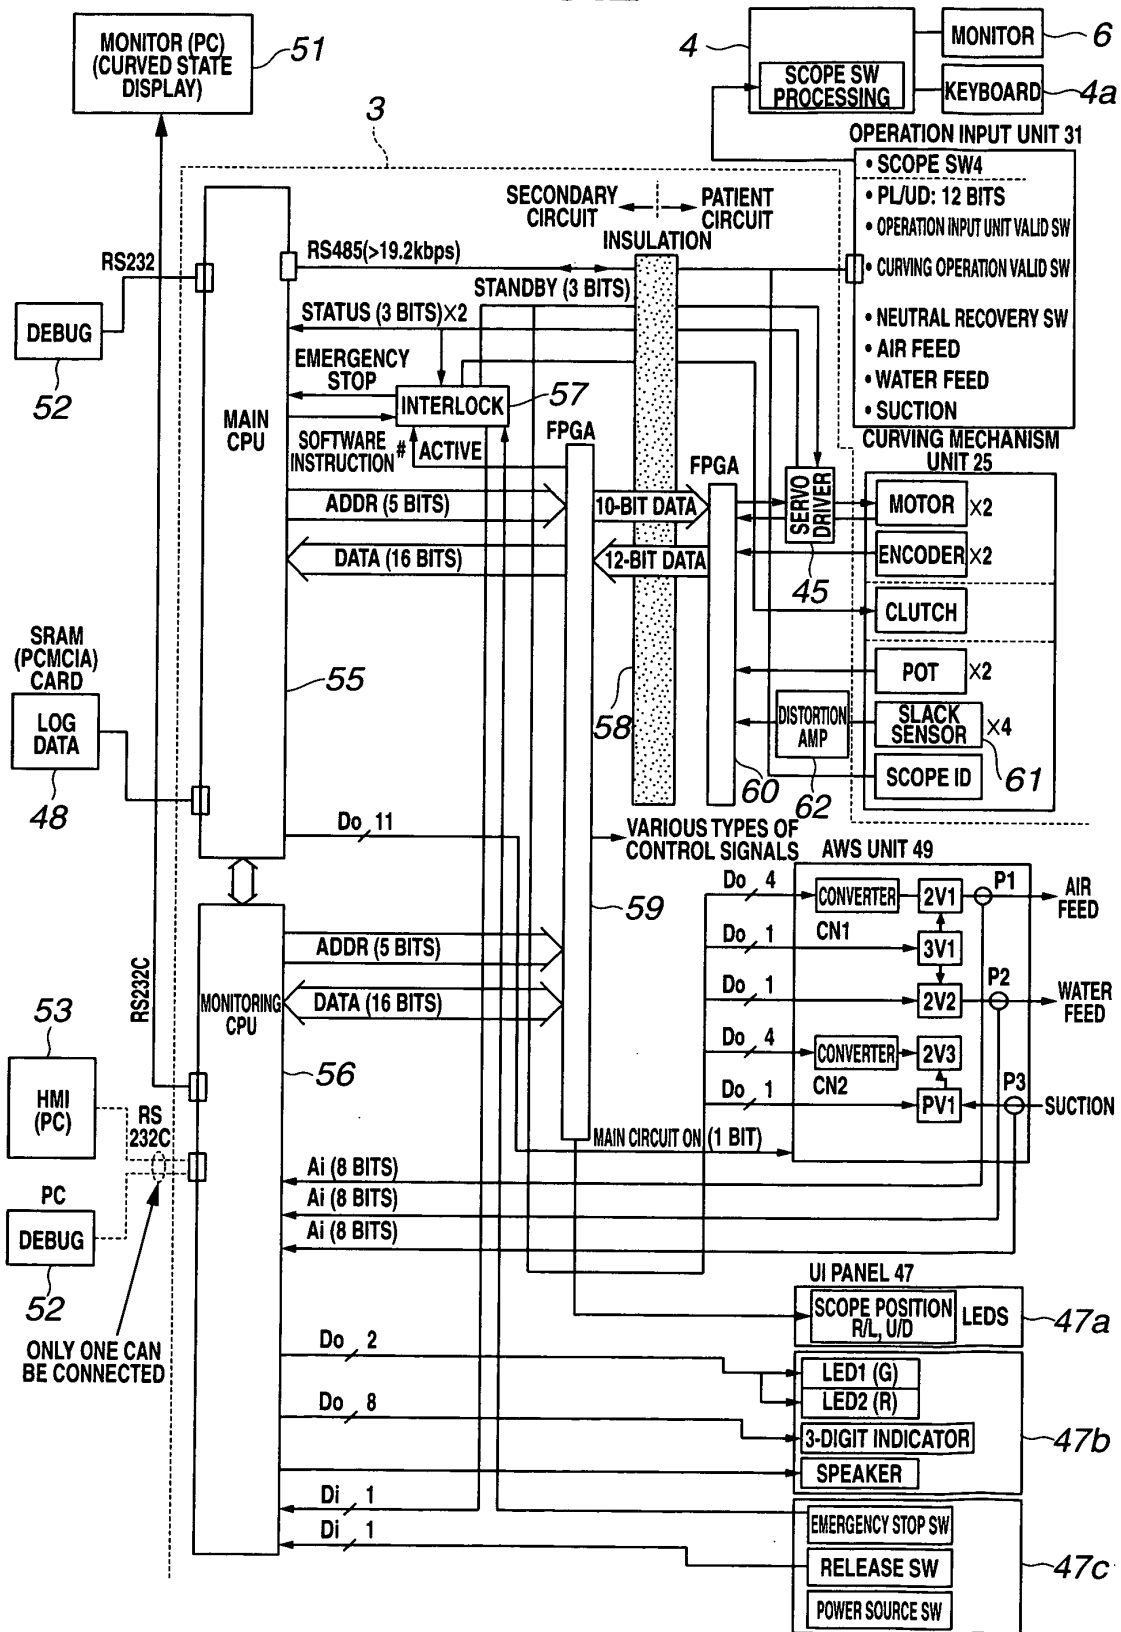 MONITOR (PC)
(CURVED STATE
DISPLAY)
51
4
SCOPE SW
PROCESSING
MONITOR
6
KEYBOARD
4a
3
OPERATION INPUT UNIT 31
• SCOPE SW4
• PL/UD: 12 BITS
• OPERATION INPUT UNIT VALID SW
• CURVING OPERATION VALID SW
• NEUTRAL RECOVERY SW
• AIR FEED
• WATER FEED
• SUCTION
SECONDARY
CIRCUIT
PATIENT
CIRCUIT
INSULATION
RS232
RS485(>19.2kbps)
STANDBY (3 BITS)
DEBUG
52
STATUS (3 BITS)×2
EMERGENCY
STOP
INTERLOCK
57
MAIN
CPU
SOFTWARE
INSTRUCTION
#
ACTIVE
FPGA
FPGA
CURVING MECHANISM
UNIT 25
ADDR (5 BITS)
10-BIT DATA
SERVO
DRIVER
MOTOR
×2
DATA (16 BITS)
12-BIT DATA
ENCODER
×2
45
CLUTCH
SRAM
(PCMCIA)
CARD
LOG
DATA
48
55
58
POT
×2
DISTORTION
AMP
SLACK
SENSOR
×4
61
60
62
SCOPE ID
Do 11
VARIOUS TYPES OF
CONTROL SIGNALS
59
AWS UNIT 49
Do 4
CONVERTER
2V1
P1
AIR
FEED
CN1
Do 1
3V1
ADDR (5 BITS)
Do 1
2V2
P2
WATER
FEED
RS232C
MONITORING
CPU
DATA (16 BITS)
Do 4
CONVERTER
2V3
CN2
53
HMI
(PC)
56
Do 1
PV1
P3
SUCTION
RS
232C
MAIN CIRCUIT ON (1 BIT)
Ai (8 BITS)
Ai (8 BITS)
Ai (8 BITS)
PC
DEBUG
52
ONLY ONE CAN
BE CONNECTED
UI PANEL 47
SCOPE POSITION
R/L, U/D
LEDS
47a
Do 2
LED1 (G)
LED2 (R)
Do 8
3-DIGIT INDICATOR
47b
SPEAKER
Di 1
EMERGENCY STOP SW
Di 1
RELEASE SW
47c
POWER SOURCE SW